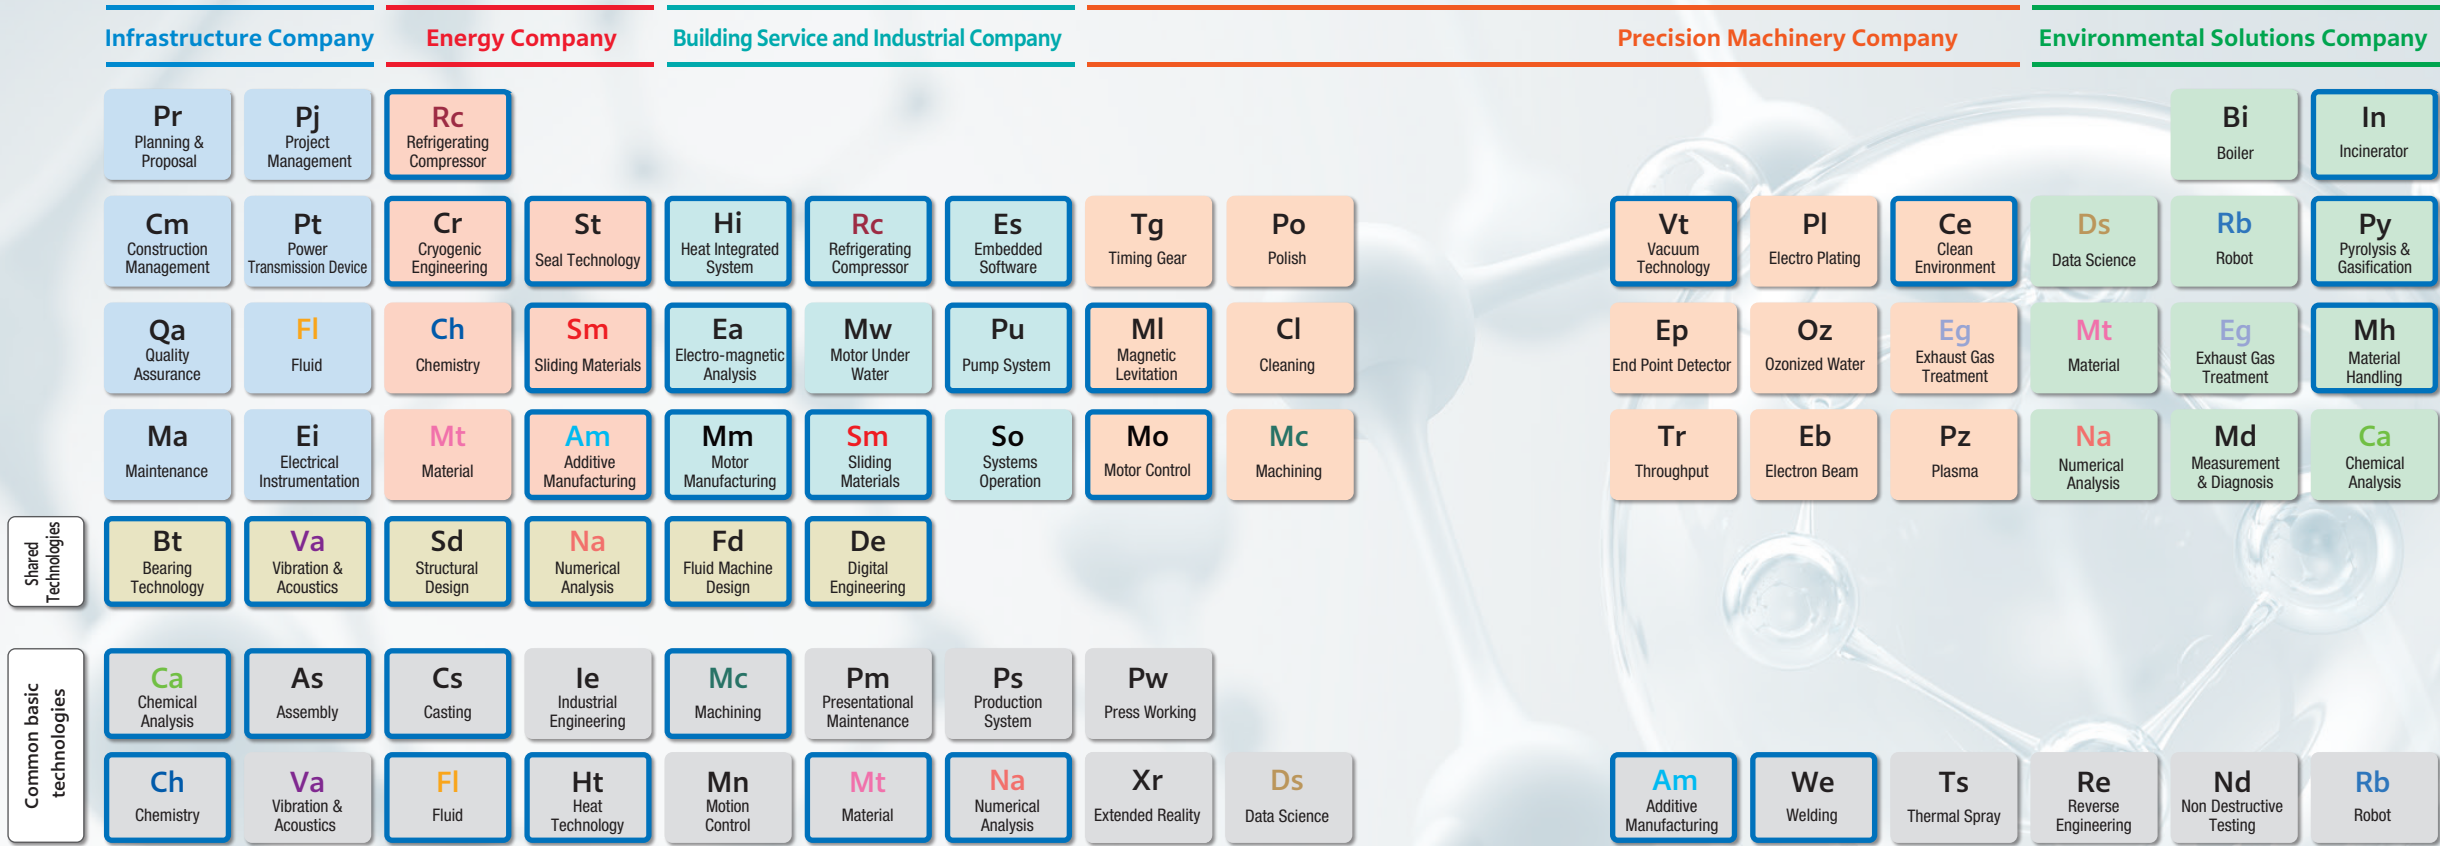 Infrastructure Company
Energy Company
Building Service and Industrial Company
Precision Machinery Company
Environmental Solutions Company
Pr
Planning &
Proposal
Pj
Project
Management
Rc
Refrigerating
Compressor
Bi
Boiler
In
Incinerator
Cm
Construction
Management
Pt
Power
Transmission Device
Cr
Cryogenic
Engineering
St
Seal Technology
Hi
Heat Integrated
System
Rc
Refrigerating
Compressor
Es
Embedded
Software
Tg
Timing Gear
Po
Polish
Vt
Vacuum
Technology
Pl
Electro Plating
Ce
Clean
Environment
Ds
Data Science
Rb
Robot
Py
Pyrolysis &
Gasification
Qa
Quality
Assurance
Fl
Fluid
Ch
Chemistry
Sm
Sliding Materials
Ea
Electro-magnetic
Analysis
Mw
Motor Under
Water
Pu
Pump System
Ml
Magnetic
Levitation
Cl
Cleaning
Ep
End Point Detector
Oz
Ozonized Water
Eg
Exhaust Gas
Treatment
Mt
Material
Eg
Exhaust Gas
Treatment
Mh
Material
Handling
Ma
Maintenance
Ei
Electrical
Instrumentation
Mt
Material
Am
Additive
Manufacturing
Mm
Motor
Manufacturing
Sm
Sliding
Materials
So
Systems
Operation
Mo
Motor Control
Mc
Machining
Tr
Throughput
Eb
Electron Beam
Pz
Plasma
Na
Numerical
Analysis
Md
Measurement
& Diagnosis
Ca
Chemical
Analysis
Shared
Technologies
Bt
Bearing
Technology
Va
Vibration &
Acoustics
Sd
Structural
Design
Na
Numerical
Analysis
Fd
Fluid Machine
Design
De
Digital
Engineering
Common basic
technologies
Ca
Chemical
Analysis
As
Assembly
Cs
Casting
Ie
Industrial
Engineering
Mc
Machining
Pm
Presentational
Maintenance
Ps
Production
System
Pw
Press Working
Ch
Chemistry
Va
Vibration &
Acoustics
Fl
Fluid
Ht
Heat
Technology
Mn
Motion
Control
Mt
Material
Na
Numerical
Analysis
Xr
Extended Reality
Ds
Data Science
Am
Additive
Manufacturing
We
Welding
Ts
Thermal Spray
Re
Reverse
Engineering
Nd
Non Destructive
Testing
Rb
Robot